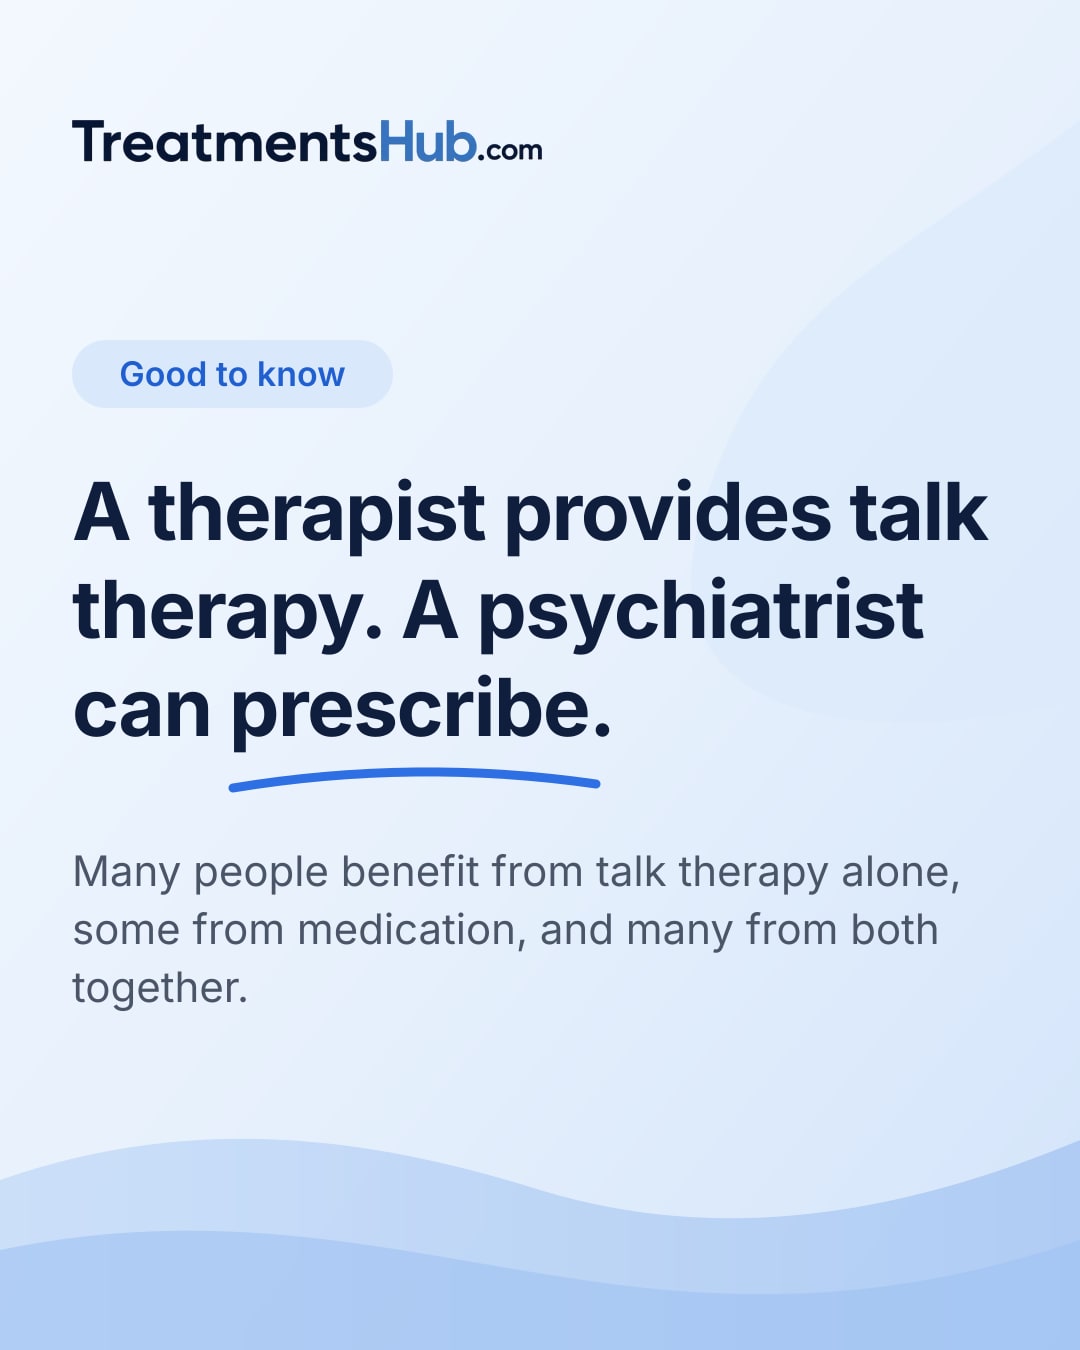 TreatmentsHub.com
Good to know
A therapist provides talk
therapy. A psychiatrist
can prescribe.
Many people benefit from talk therapy alone,
some from medication, and many from both
together.